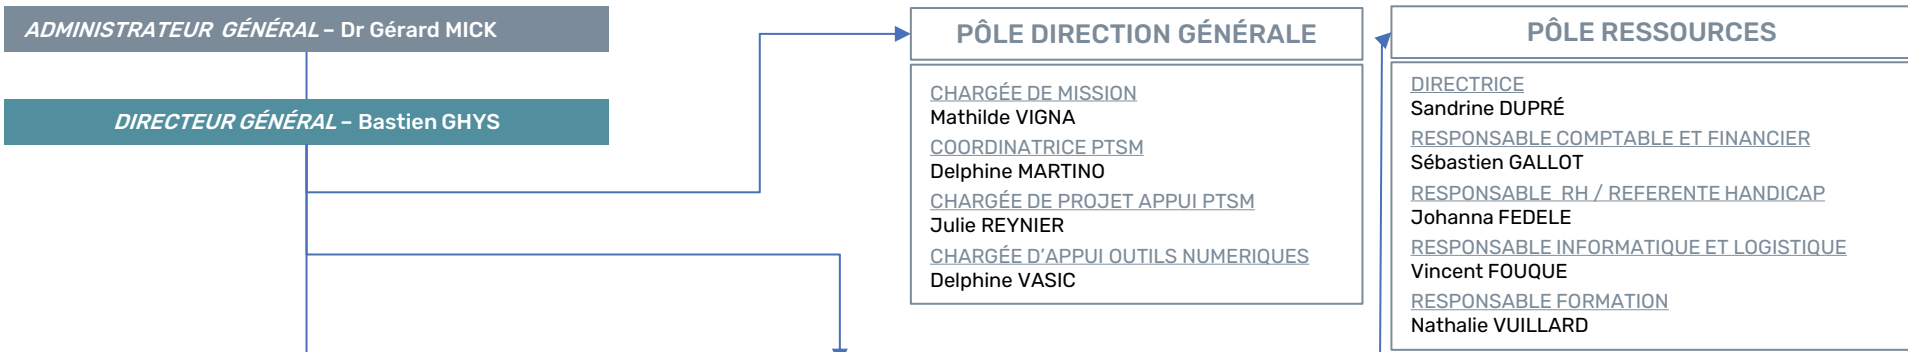 ADMINISTRATEUR GÉNÉRAL – Dr Gérard MICK
DIRECTEUR GÉNÉRAL – Bastien GHYS
PÔLE DIRECTION GÉNÉRALE
CHARGÉE DE MISSION
Mathilde VIGNA
COORDINATRICE PTSM
Delphine MARTINO
CHARGÉE DE PROJET APPUI PTSM
Julie REYNIER
CHARGÉE D’APPUI OUTILS NUMERIQUES
Delphine VASIC
PÔLE RESSOURCES
DIRECTRICE
Sandrine DUPRÉ
RESPONSABLE COMPTABLE ET FINANCIER
Sébastien GALLOT
RESPONSABLE RH / REFERENTE HANDICAP
Johanna FEDELE
RESPONSABLE INFORMATIQUE ET LOGISTIQUE
Vincent FOUQUE
RESPONSABLE FORMATION
Nathalie VUILLARD